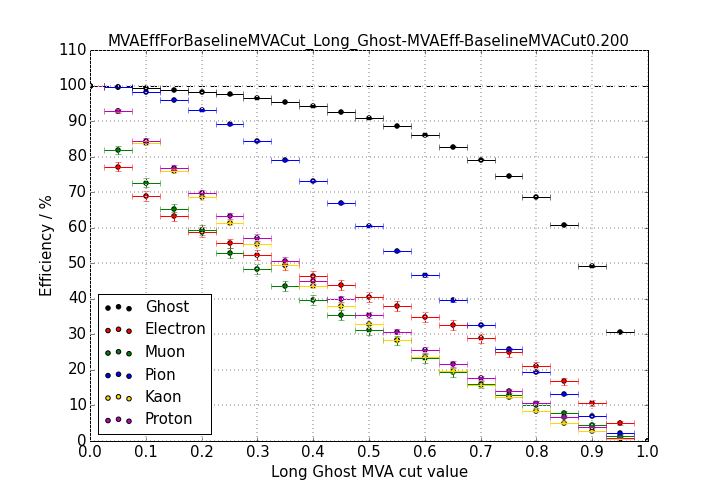 MVAEffForBaselineMVACut_Long_Ghost-MVAEff-BaselineMVACut0.200
110
100
90
80
70
60
50
40
30
20
10
0
Efficiency / %
Ghost
Electron
Muon
Pion
Kaon
Proton
0.0 0.1 0.2 0.3 0.4 0.5 0.6 0.7 0.8 0.9 1.0
Long Ghost MVA cut value